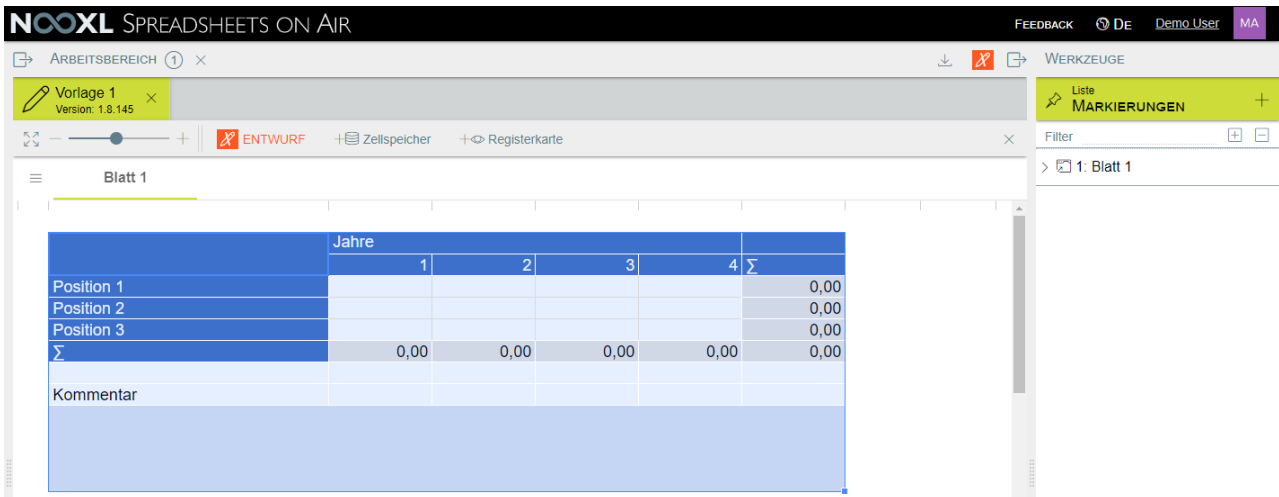 NOOXL SPREADSHEETS ON AIR FEEDBACK DE Demo User MA
ARBEITSBEREICH 1 WERKZEUGE
Vorlage 1
Version: 1.8.145
Liste
MARKIERUNGEN
ENTWURF Zellspeicher Registerkarte
Filter
Blatt 1
1: Blatt 1
Jahre
1 2 3 4 ∑
Position 1 0,00
Position 2 0,00
Position 3 0,00
∑ 0,00 0,00 0,00 0,00 0,00
Kommentar